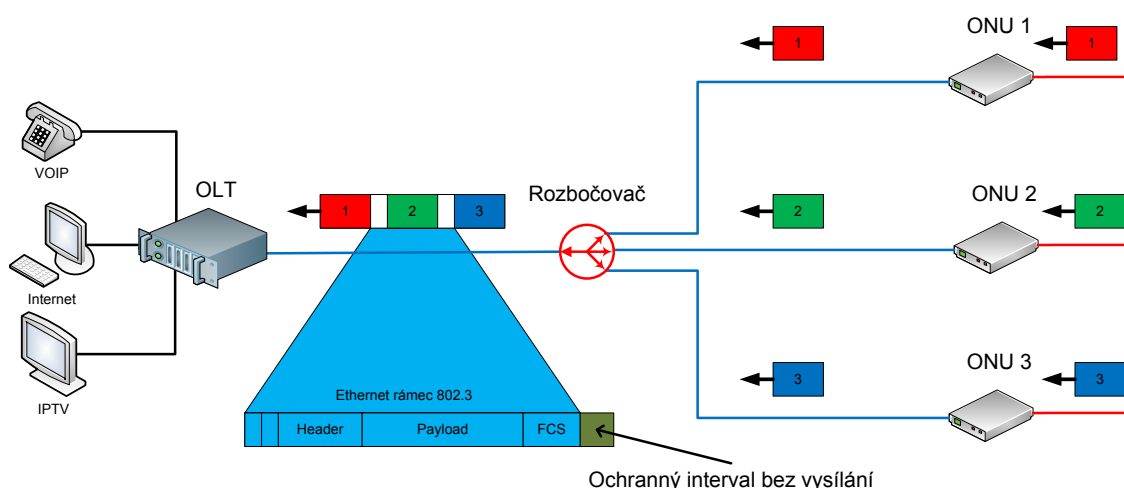 ONU 1
1
1
VOIP
OLT
Rozbočovač
ONU 2
1
2
3
2
2
Internet
ONU 3
3
3
IPTV
Ethernet rámec 802.3
Header
Payload
FCS
Ochranný interval bez vysílání